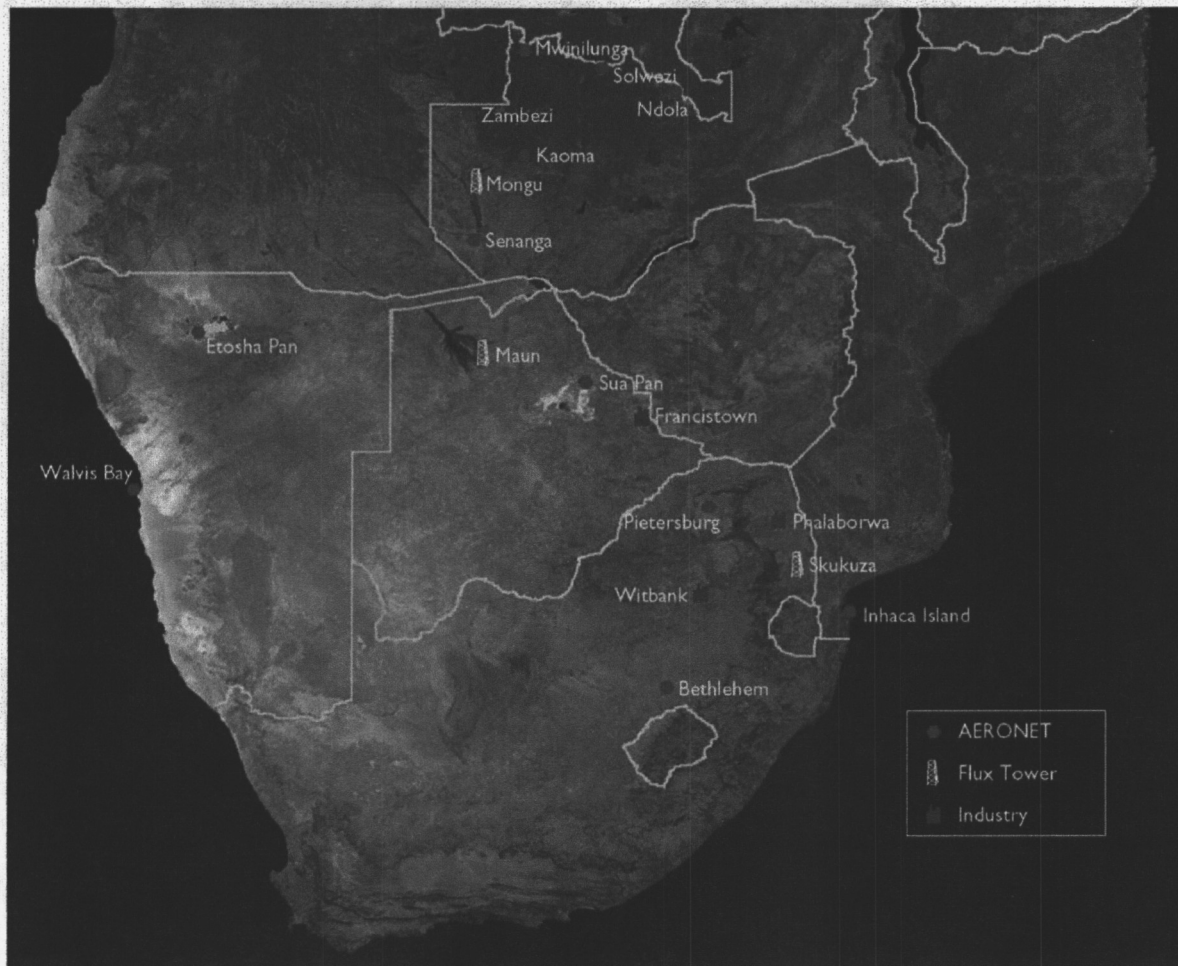 Mwinilunga
Solwezi
Zambezi
Ndola
Kaoma
Mongu
Senanga
Etosha Pan
Maun
Sua Pan
Francistown
Walvis Bay
Pietersburg
Phalaborwa
Skukuza
Witbank
Inhaca Island
Bethlehem
AERONET
Flux Tower
Industry